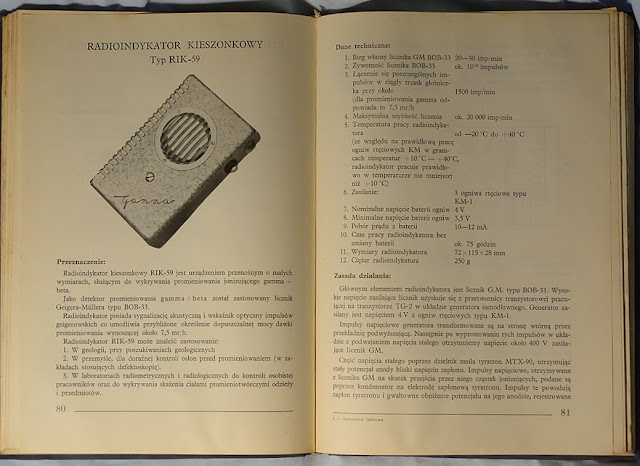 RADIOINDYKATOR KIESZONKOWY
Typ RIK-59
Gamma
Przeznaczenie:
Radioindykator kieszonkowy RIK-59 jest urządzeniem przenośnym o małych
wymiarach, służącym do wykrywania promieniowania jonizującego gamma +
beta.
Jako detektor promieniowania gamma+beta został zastosowany licznik
Geigera-Müllera typu BOB-33.
Radioindykator posiada sygnalizację akustyczną i wskaźnik optyczny impulsów
geigerowskich co umożliwia przybliżone określenie dopuszczalnej mocy dawki
promieniowania wynoszącej około 7,5 mr/h.
Radioindykator RIK-59 może znaleźć zastosowanie:
1. W geologii, przy poszukiwaniach geologicznych
2. W przemyśle, dla doraźnej kontroli osłon przed promieniowaniem (w za-
kładach stosujących defektoskopię).
3. W laboratoriach radiometrycznych i radiologicznych do kontroli osobistej
pracowników oraz do wykrywania skażenia ciałami promieniotwórczymi odzieży
i przedmiotów.
80
Dane techniczne:
1. Bieg własny licznika GM BOB-33 20—30 imp/min
2. Żywotność licznika BOB-33 ok. 10¹⁰ impulsów
3. Łączenie się poszczególnych im-
pulsów w ciągły trzask głośnicz-
ka przy około 1500 imp/min
(dla promieniowania gamma od-
powiada to 7,5 mr/h
4. Maksymalna szybkość liczenia ok. 20 000 imp/min
5. Temperatura pracy radioindyka-
tora od —20 °C do +40 °C
(ze względu na prawidłową pracę
ogniw rtęciowych KM w grani-
cach temperatur +10 °C — +40°C,
radioindykator pracuje prawidło-
wo w temperaturze nie mniejszej
niż +10 °C)
6. Zasilanie: 3 ogniwa rtęciowe typu
KM-1
7. Nominalne napięcie baterii ogniw 4 V
8. Minimalne napięcie baterii ogniw 3,5 V
9. Pobór prądu z baterii 10—12 mA
10. Czas pracy radioindykatora bez
zmiany baterii ok. 75 godzin
11. Wymiary radioindykatora 72×115×28 mm
12. Ciężar radioindykatora 250 g
Zasada działania:
Głównym elementem radioindykatora jest licznik G.M. typu BOB-33. Wyso-
kie napięcie zasilające licznik uzyskuje się z przetwornicy tranzystorowej pracu-
jącej na tranzystorze TG-2 w układzie generatora samodławnego. Generator za-
silany jest napięciem 4 V z ogniw rtęciowych typu KM-1.
Impulsy napięciowe generatora transformowane są na stronę wtórną przez
przekładnię podwyższającą. Następnie po wyprostowaniu tych impulsów w ukła-
dzie z podwajaniem napięcia stałego otrzymujemy napięcie około 400 V zasila-
jące licznik GM.
Część napięcia stałego poprzez dzielnik zasila tyratron MTX-90, utrzymując
stały potencjał anody bliski napięciu zapłonu. Impulsy napięciowe, otrzymywane
z licznika GM na skutek przejścia przez niego cząstek jonizujących, podane są
poprzez kondensator na elektrodę zapłonową tyratronu. Impulsy te powodują
zapłon tyratronu i gwałtowne obniżenie potencjału na jego anodzie, rejestrowane
81